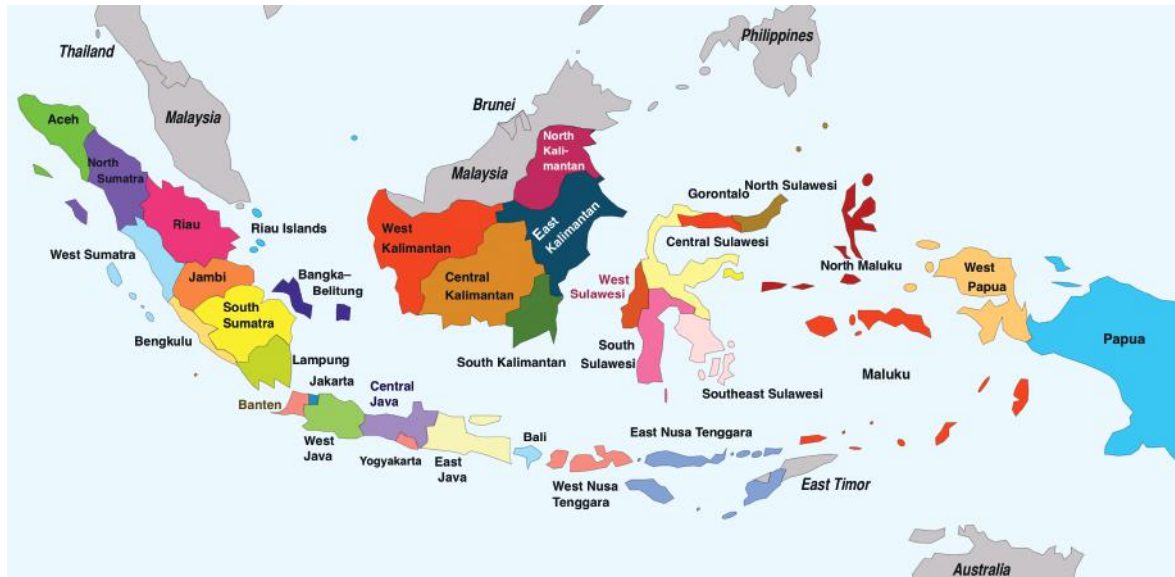 Philippines
Thailand
Brunei
Malaysia
Aceh
North
Sumatra
North
Kali-
mantan
Malaysia
Gorontalo
North Sulawesi
Riau
Riau Islands
West
Kalimantan
East
Kalimantan
Central Sulawesi
West Sumatra
Jambi
Bangka–
Belitung
Central
Kalimantan
West
Sulawesi
North Maluku
West
Papua
South
Sumatra
Bengkulu
Lampung
South Kalimantan
South
Sulawesi
Papua
Jakarta
Central
Java
Maluku
Southeast Sulawesi
Banten
West
Java
Yogyakarta
East
Java
Bali
East Nusa Tenggara
West Nusa
Tenggara
East Timor
Australia